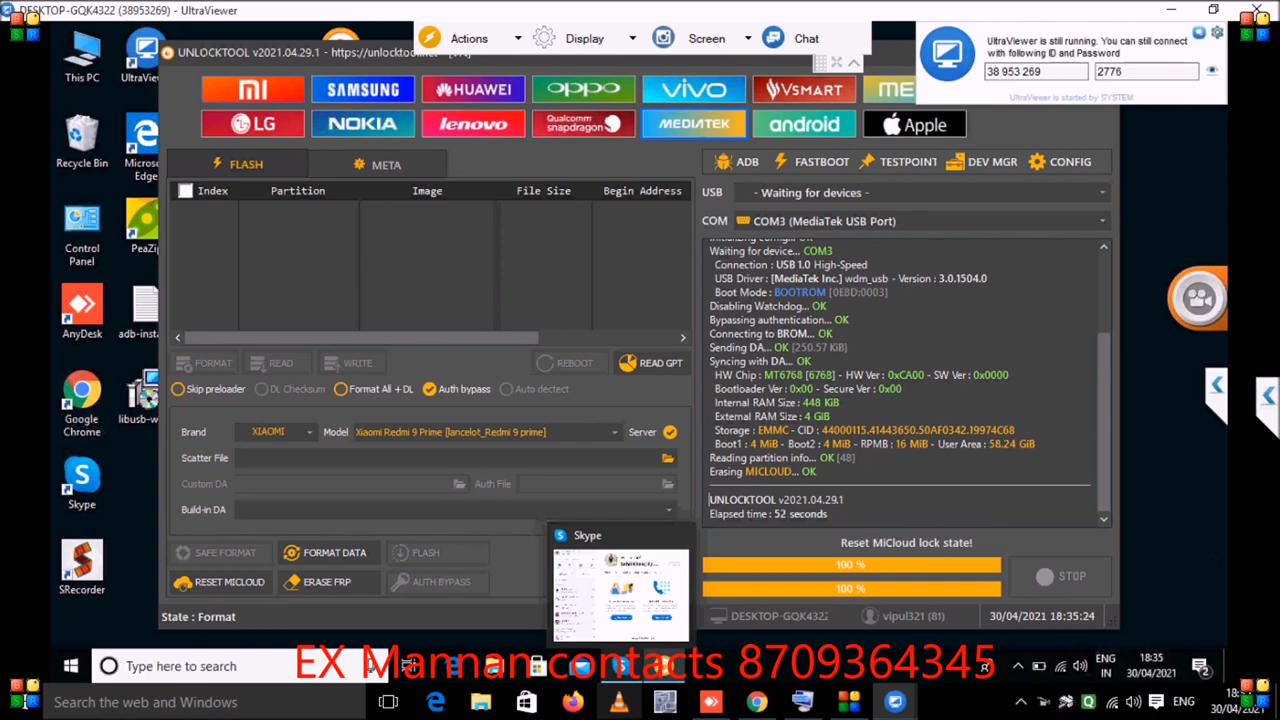 DESKTOP-GQK4322 (38953269) - UltraViewer
Actions
Display
Screen
Chat
UltraViewer is still running. You can still connect
with following ID and Password
38 953 269
2776
UltraViewer is started by SYSTEM
This PC
UltraView
UNLOCKTOOL v2021.04.29.1 - https://unlocktool.net
mi
SAMSUNG
HUAWEI
oppo
vivo
VSMART
ME
LG
NOKIA
lenovo
Qualcomm
snapdragon
MEDIATEK
android
Apple
Recycle Bin
Micros
Edge
FLASH
META
ADB
FASTBOOT
TESTPOINT
DEV MGR
CONFIG
Index
Partition
Image
File Size
Begin Address
USB
- Waiting for devices -
COM
COM3 (MediaTek USB Port)
Control
Panel
PeaZip
Initializing config... OK
Waiting for device... COM3
Connection : USB 1.0 High-Speed
USB Driver : [MediaTek Inc.] wdm_usb - Version : 3.0.1504.0
Boot Mode : BOOTROM [0E8D:0003]
Disabling Watchdog... OK
Bypassing authentication... OK
Connecting to BROM... OK
Sending DA... OK [250.57 KiB]
Syncing with DA... OK
HW Chip : MT6768 [6768] - HW Ver : 0xCA00 - SW Ver : 0x0000
Bootloader Ver : 0x00 - Secure Ver : 0x00
Internal RAM Size : 448 KiB
External RAM Size : 4 GiB
Storage : EMMC - CID : 44000115.41443650.50AF0342.19974C68
Boot1 : 4 MiB - Boot2 : 4 MiB - RPMB : 16 MiB - User Area : 58.24 GiB
Reading partition info... OK [48]
Erasing MICLOUD... OK
UNLOCKTOOL v2021.04.29.1
Elapsed time : 52 seconds
AnyDesk
adb-insta
FORMAT
READ
WRITE
REBOOT
READ GPT
Skip preloader
DL Checksum
Format All + DL
Auth bypass
Auto detect
Google
Chrome
libusb-w
Brand
XIAOMI
Model
Xiaomi Redmi 9 Prime [lancelot_Redmi 9 prime]
Server
Scatter File
Custom DA
Auth File
Build-in DA
Skype
Skype
SAFE FORMAT
FORMAT DATA
FLASH
RESET MICLOUD
ERASE FRP
AUTH BYPASS
Reset MiCloud lock state!
100 %
100 %
STOP
SRecorder
State : Format
DESKTOP-GQK4322
vipul321 (81)
30/04/2021 18:35:24
Type here to search
EX Mannan contacts 8709364345
ENG
IN
18:35
30/04/2021
2
Search the web and Windows
ENG